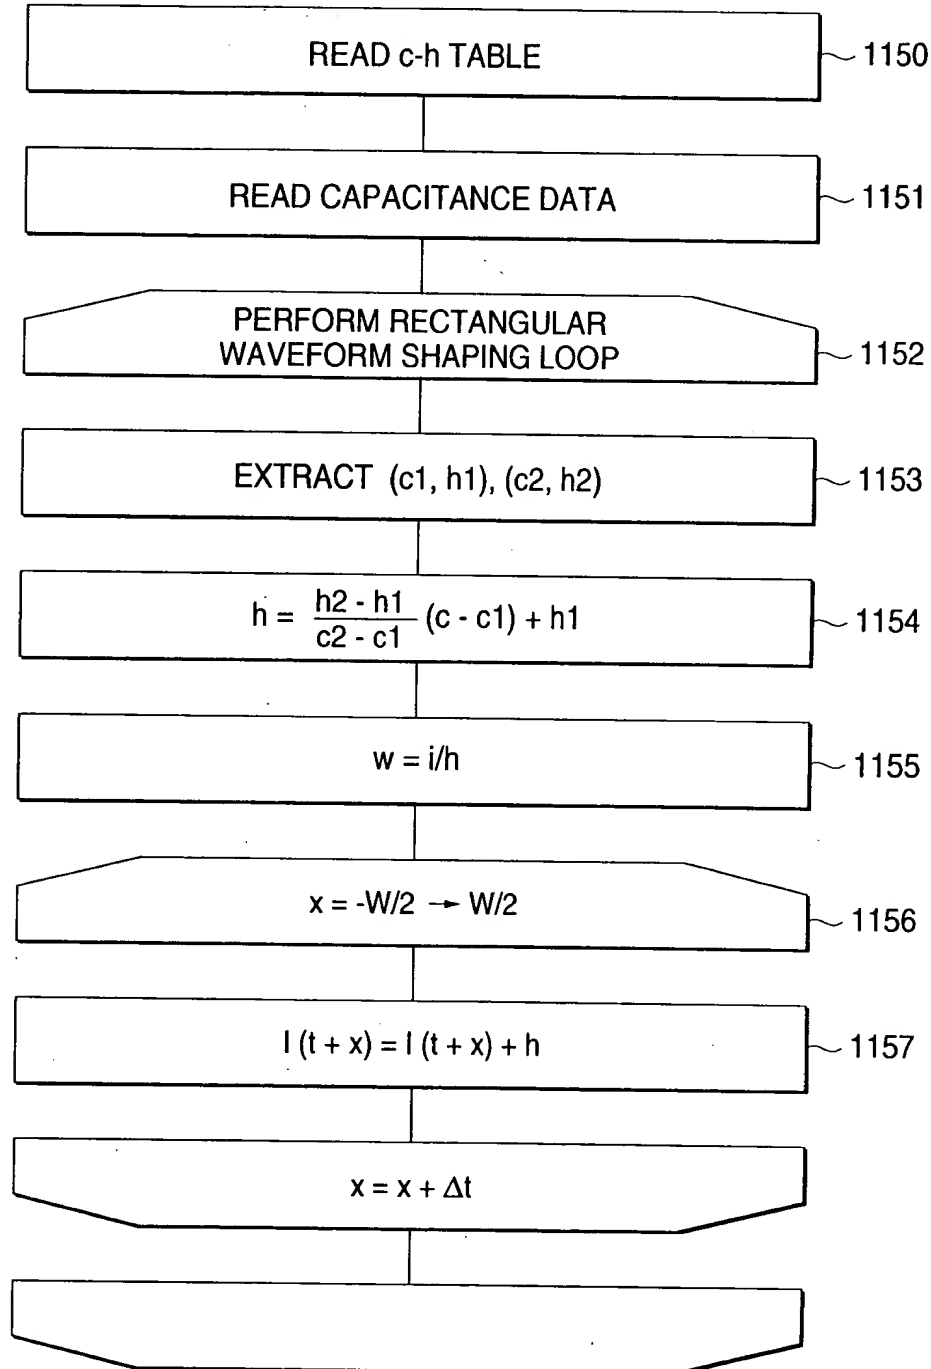 READ c-h TABLE
1150
READ CAPACITANCE DATA
1151
PERFORM RECTANGULAR
WAVEFORM SHAPING LOOP
1152
EXTRACT (c1, h1), (c2, h2)
1153
h = h2 - h1 / c2 - c1 (c - c1) + h1
1154
w = i/h
1155
x = -W/2 → W/2
1156
I (t + x) = I (t + x) + h
1157
x = x + Δt